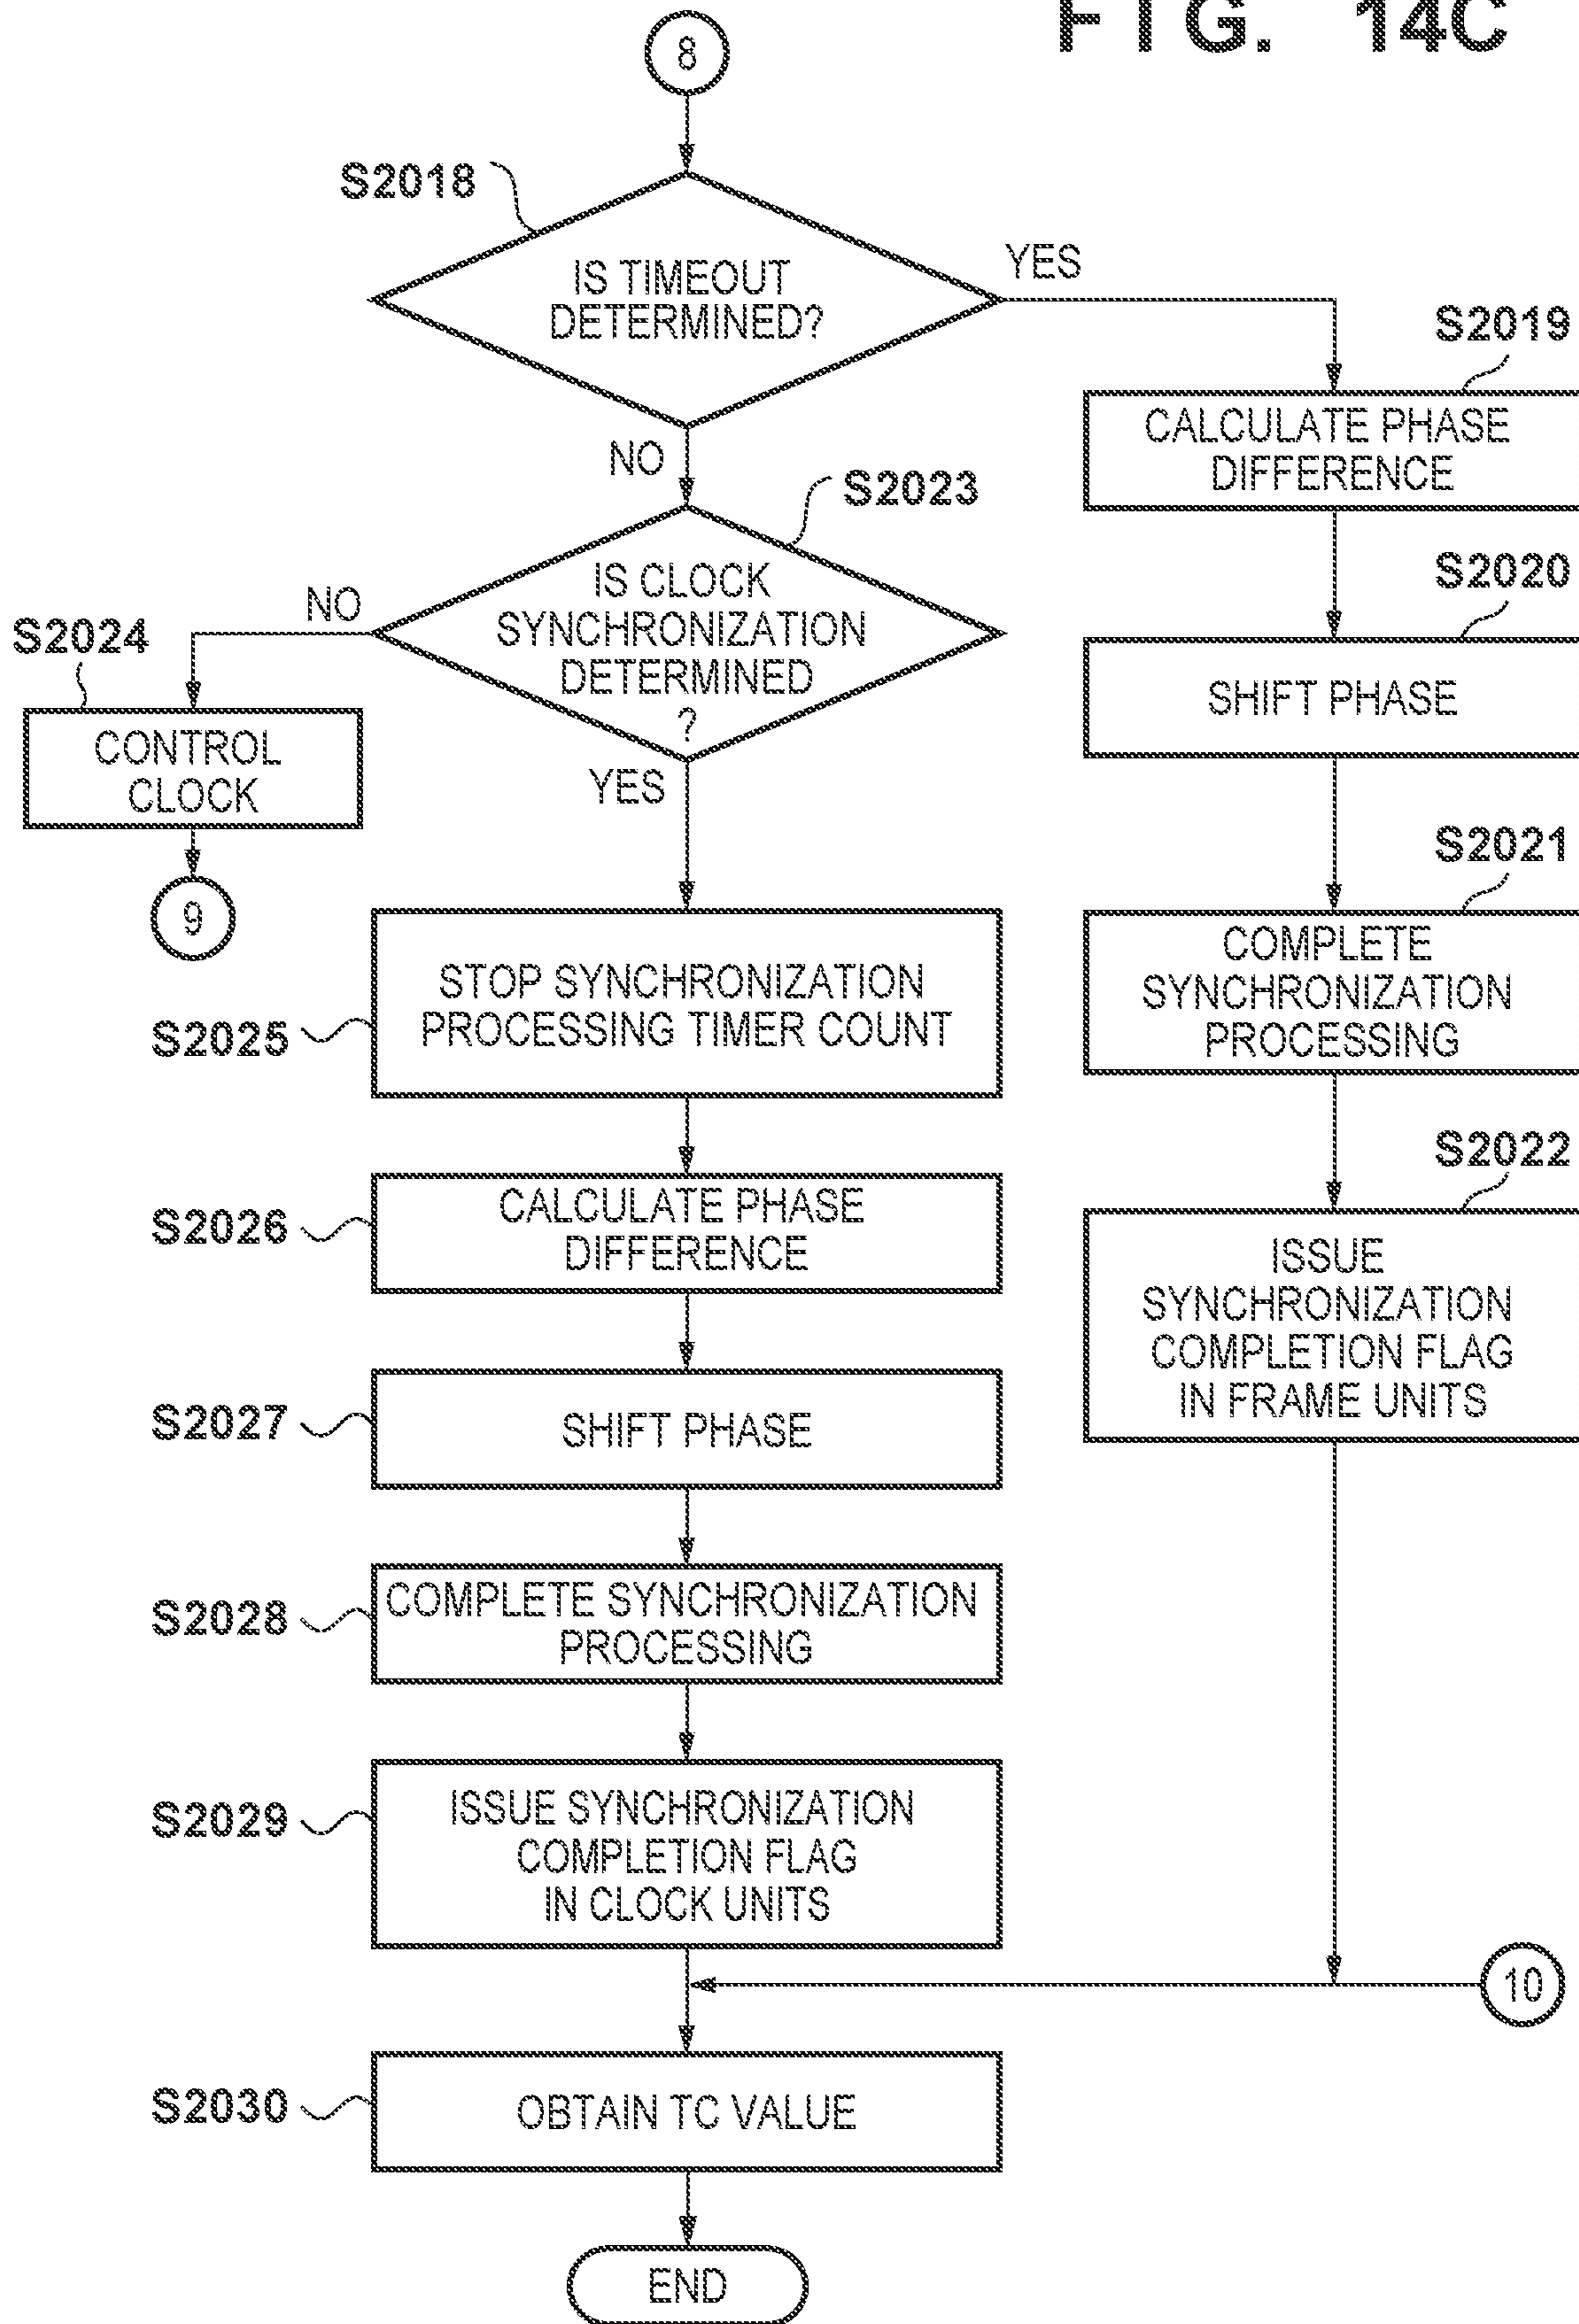 FIG. 14C
8
S2018
IS TIMEOUT
DETERMINED?
YES
S2019
CALCULATE PHASE
DIFFERENCE
NO
S2023
IS CLOCK
SYNCHRONIZATION
DETERMINED
?
NO
S2024
CONTROL
CLOCK
9
YES
S2020
SHIFT PHASE
S2021
COMPLETE
SYNCHRONIZATION
PROCESSING
S2025
STOP SYNCHRONIZATION
PROCESSING TIMER COUNT
S2022
ISSUE
SYNCHRONIZATION
COMPLETION FLAG
IN FRAME UNITS
S2026
CALCULATE PHASE
DIFFERENCE
S2027
SHIFT PHASE
S2028
COMPLETE SYNCHRONIZATION
PROCESSING
S2029
ISSUE SYNCHRONIZATION
COMPLETION FLAG
IN CLOCK UNITS
10
S2030
OBTAIN TC VALUE
END